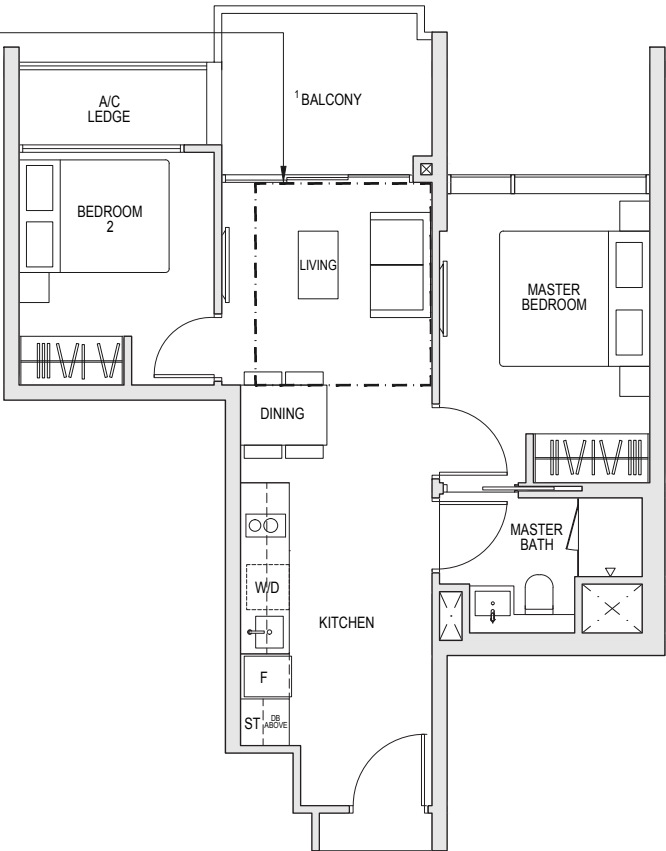 A/C
LEDGE
¹ BALCONY
BEDROOM
2
LIVING
MASTER
BEDROOM
DINING
MASTER
BATH
W/D
KITCHEN
F
ST
DB
ABOVE